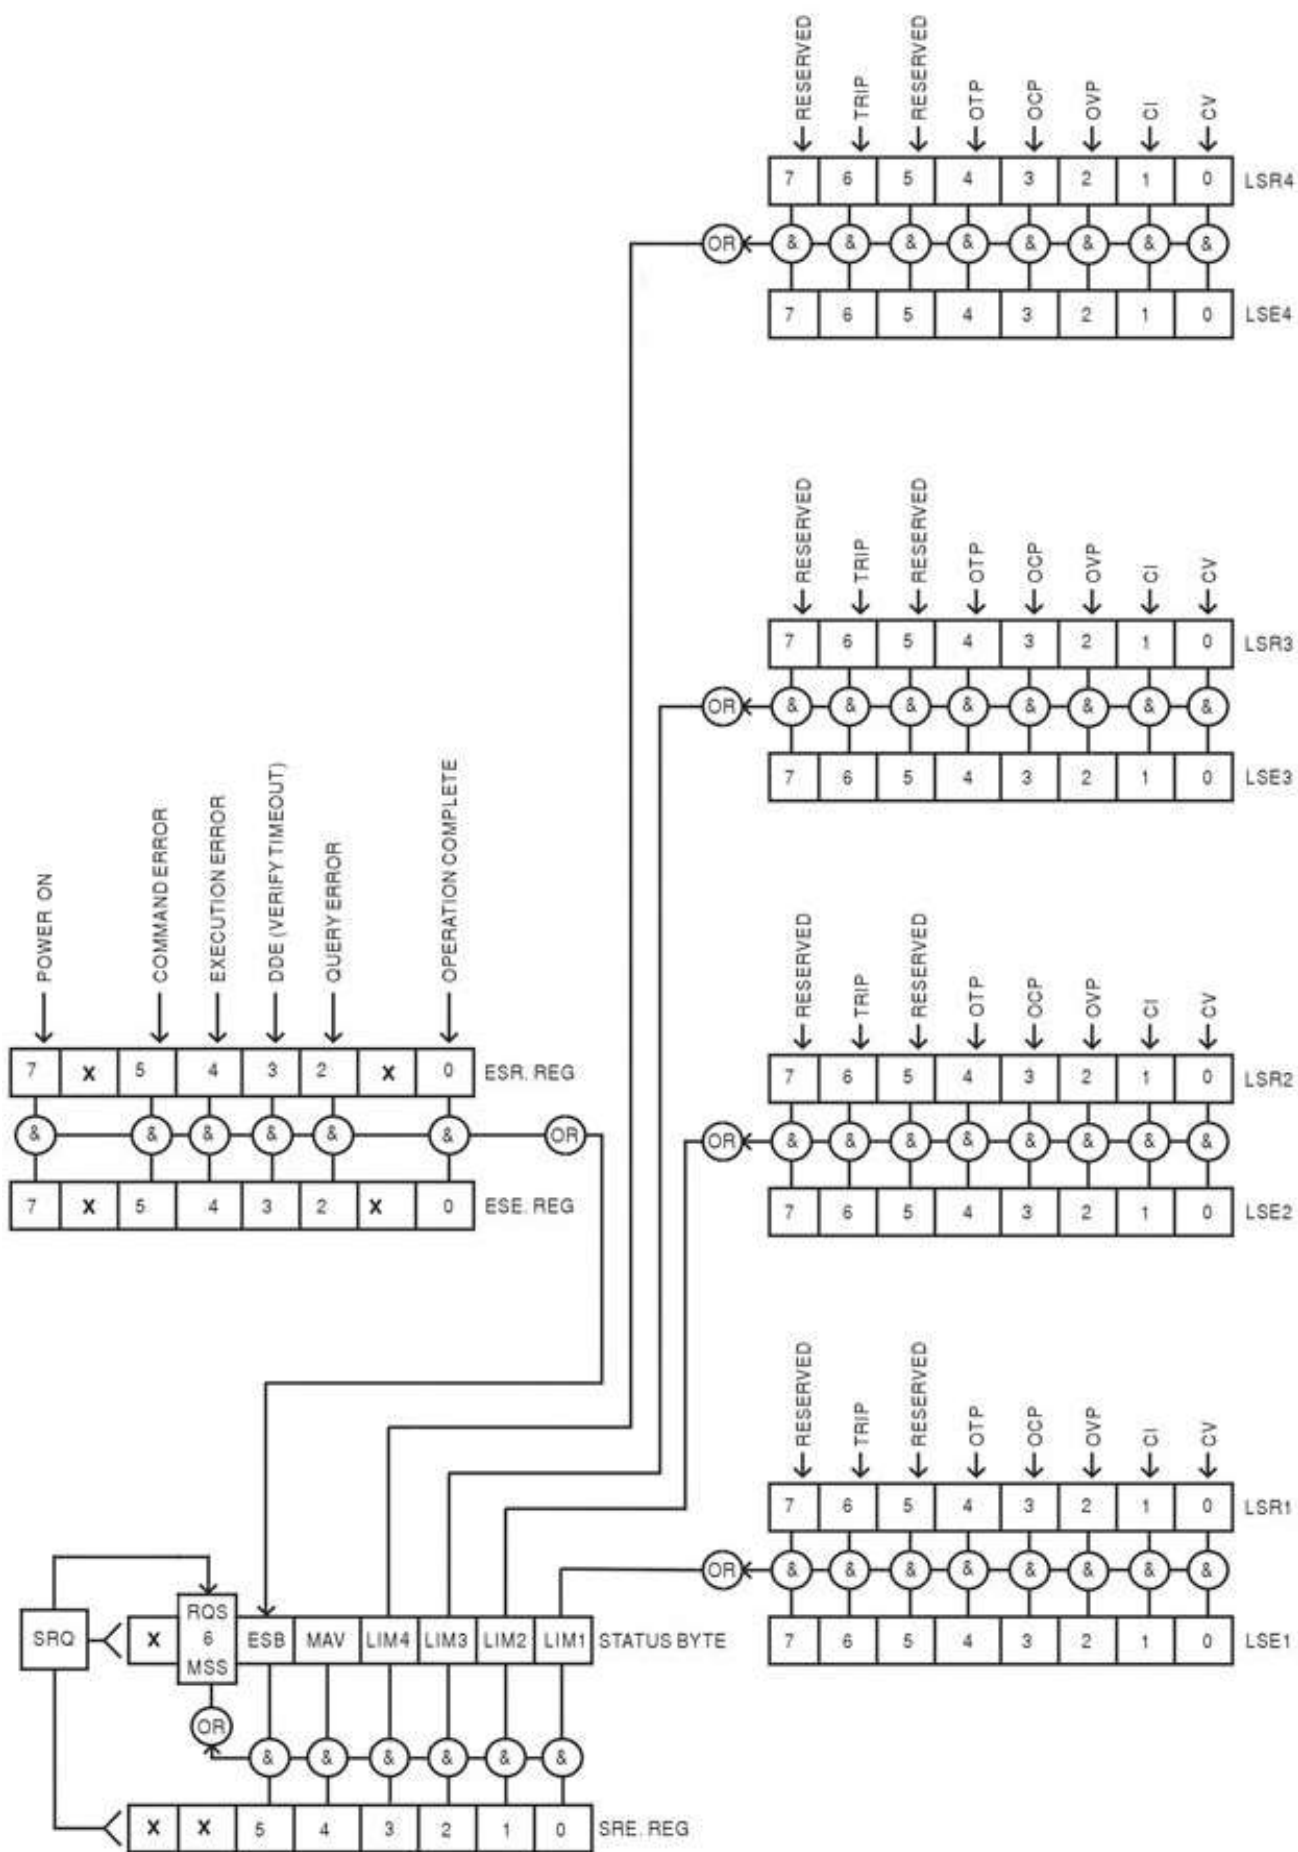 RESERVED TRIP RESERVED OTP OCP OVP CI CV
7 6 5 4 3 2 1 0 LSR4
OR & & & & & & & &
7 6 5 4 3 2 1 0 LSE4
RESERVED TRIP RESERVED OTP OCP OVP CI CV
7 6 5 4 3 2 1 0 LSR3
OR & & & & & & & &
7 6 5 4 3 2 1 0 LSE3
POWER ON COMMAND ERROR EXECUTION ERROR DDE (VERIFY TIMEOUT) QUERY ERROR OPERATION COMPLETE
7 X 5 4 3 2 X 0 ESR. REG
& & & & & & OR
7 X 5 4 3 2 X 0 ESE. REG
RESERVED TRIP RESERVED OTP OCP OVP CI CV
7 6 5 4 3 2 1 0 LSR2
OR & & & & & & & &
7 6 5 4 3 2 1 0 LSE2
RESERVED TRIP RESERVED OTP OCP OVP CI CV
7 6 5 4 3 2 1 0 LSR1
OR & & & & & & & &
7 6 5 4 3 2 1 0 LSE1
RQS
SRQ X 6 ESB MAV LIM4 LIM3 LIM2 LIM1 STATUS BYTE
MSS
OR
& & & & & &
X X 5 4 3 2 1 0 SRE. REG